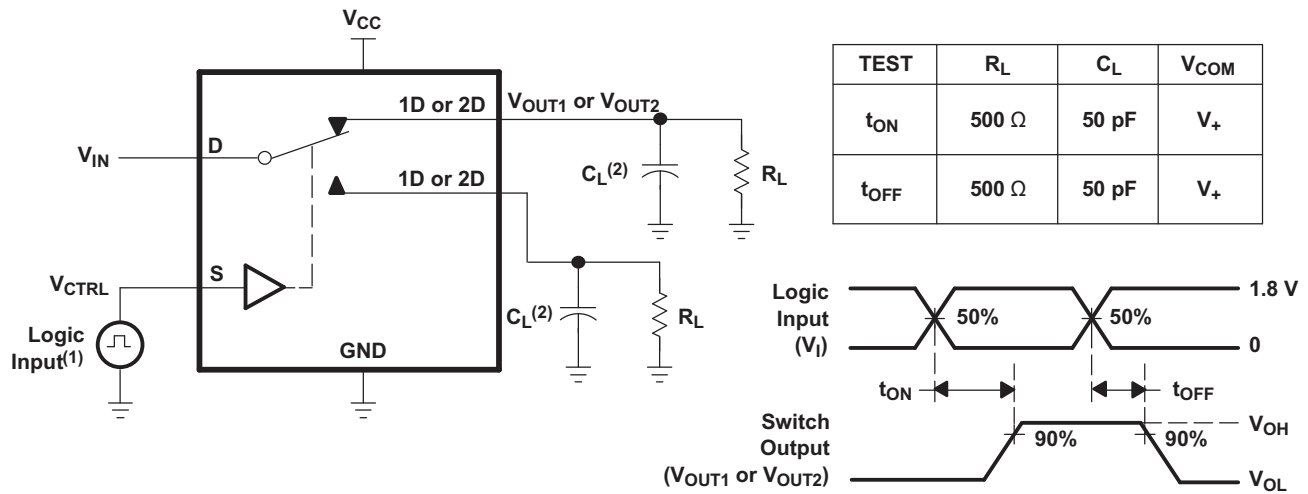 VCC
1D or 2D VOUT1 or VOUT2
VIN D
CL(2) RL
1D or 2D
VCTRL S
Logic
Input(1)
CL(2) RL
GND
TEST RL CL VCOM
tON 500 Ω 50 pF V+
tOFF 500 Ω 50 pF V+
Logic
Input
(VI)
50% 50%
1.8 V
0
tON tOFF
Switch
Output
(VOUT1 or VOUT2)
90% 90%
VOH
VOL